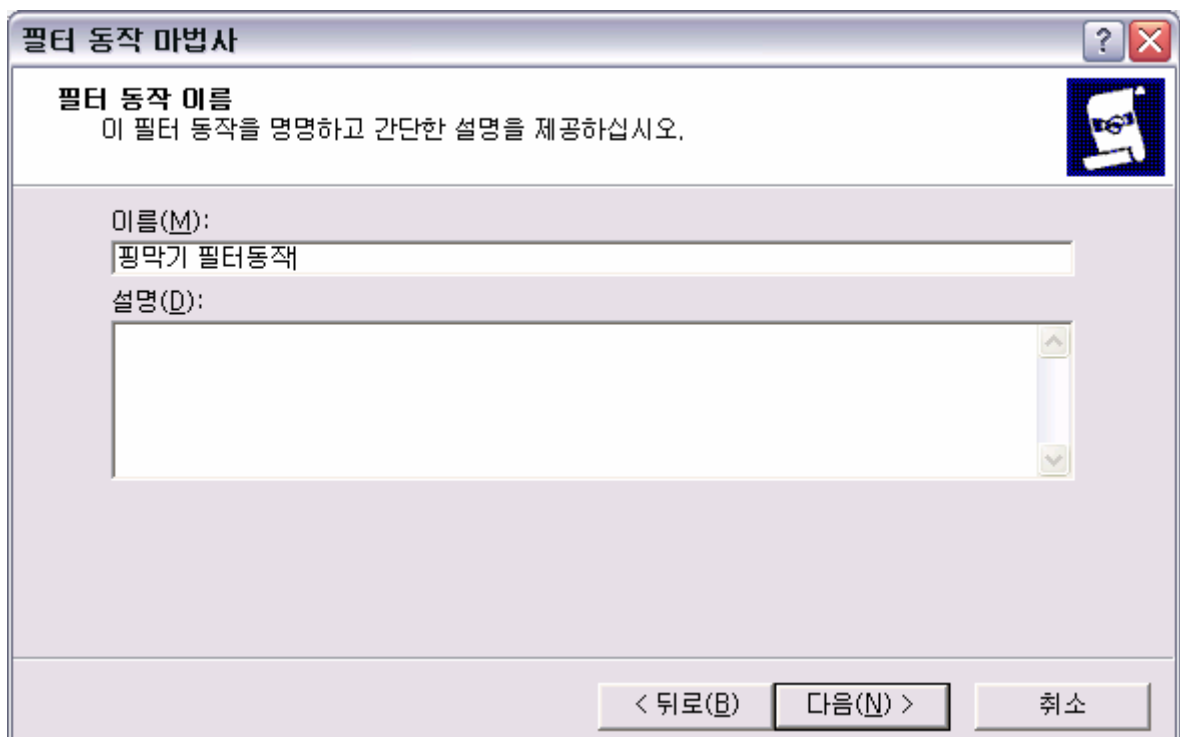 필터 동작 마법사
필터 동작 이름
이 필터 동작을 명명하고 간단한 설명을 제공하십시오.
이름(M):
핑막기 필터동작
설명(D):
< 뒤로(B) 다음(N) > 취소